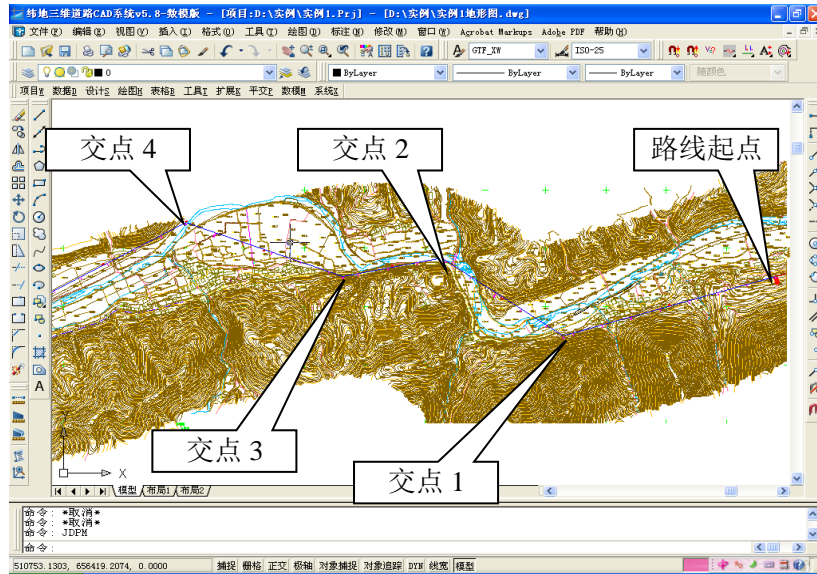 纬地三维道路CAD系统v5.8-数模版 - [项目:D:\实例\实例1.Prj] - [D:\实例\实例1地形图.dwg]
文件(F) 编辑(E) 视图(V) 插入(I) 格式(O) 工具(T) 绘图(D) 标注(N) 修改(M) 窗口(W) Acrobat Markups Adobe PDF 帮助(H)
GTF_XW ISO-25
0 ByLayer ByLayer ByLayer 随颜色
项目W 数据D 设计S 绘图H 表格B 工具T 扩展K 平交P 数模M 系统X
交点 4 交点 2 路线起点
交点 3
交点 1
Y
X
模型 布局1 布局2
命令: *取消*
命令: *取消*
命令: JDPM
命令:
510753.1303, 656419.2074, 0.0000 捕捉 栅格 正交 极轴 对象捕捉 对象追踪 DYN 线宽 模型